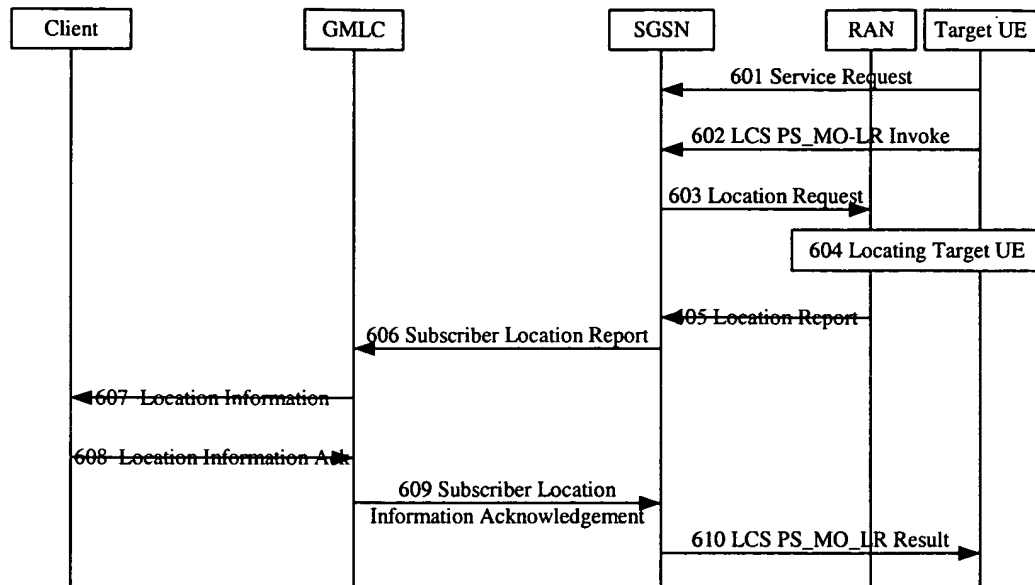 Client
GMLC
SGSN
RAN
Target UE
601 Service Request
602 LCS PS_MO-LR Invoke
603 Location Request
604 Locating Target UE
605 Location Report
606 Subscriber Location Report
607 Location Information
608 Location Information Ack
609 Subscriber Location
Information Acknowledgement
610 LCS PS_MO_LR Result